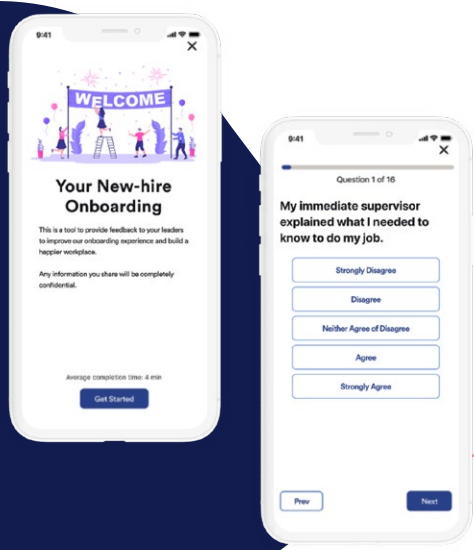 9:41
WELCOME
Your New-hire
Onboarding
This is a tool to provide feedback to your leaders
to improve our onboarding experience and build a
happier workplace.
Any information you share will be completely
confidential.
Average completion time: 4 min
Get Started
9:41
Question 1 of 16
My immediate supervisor
explained what I needed to
know to do my job.
Strongly Disagree
Disagree
Neither Agree of Disagree
Agree
Strongly Agree
Prev
Next